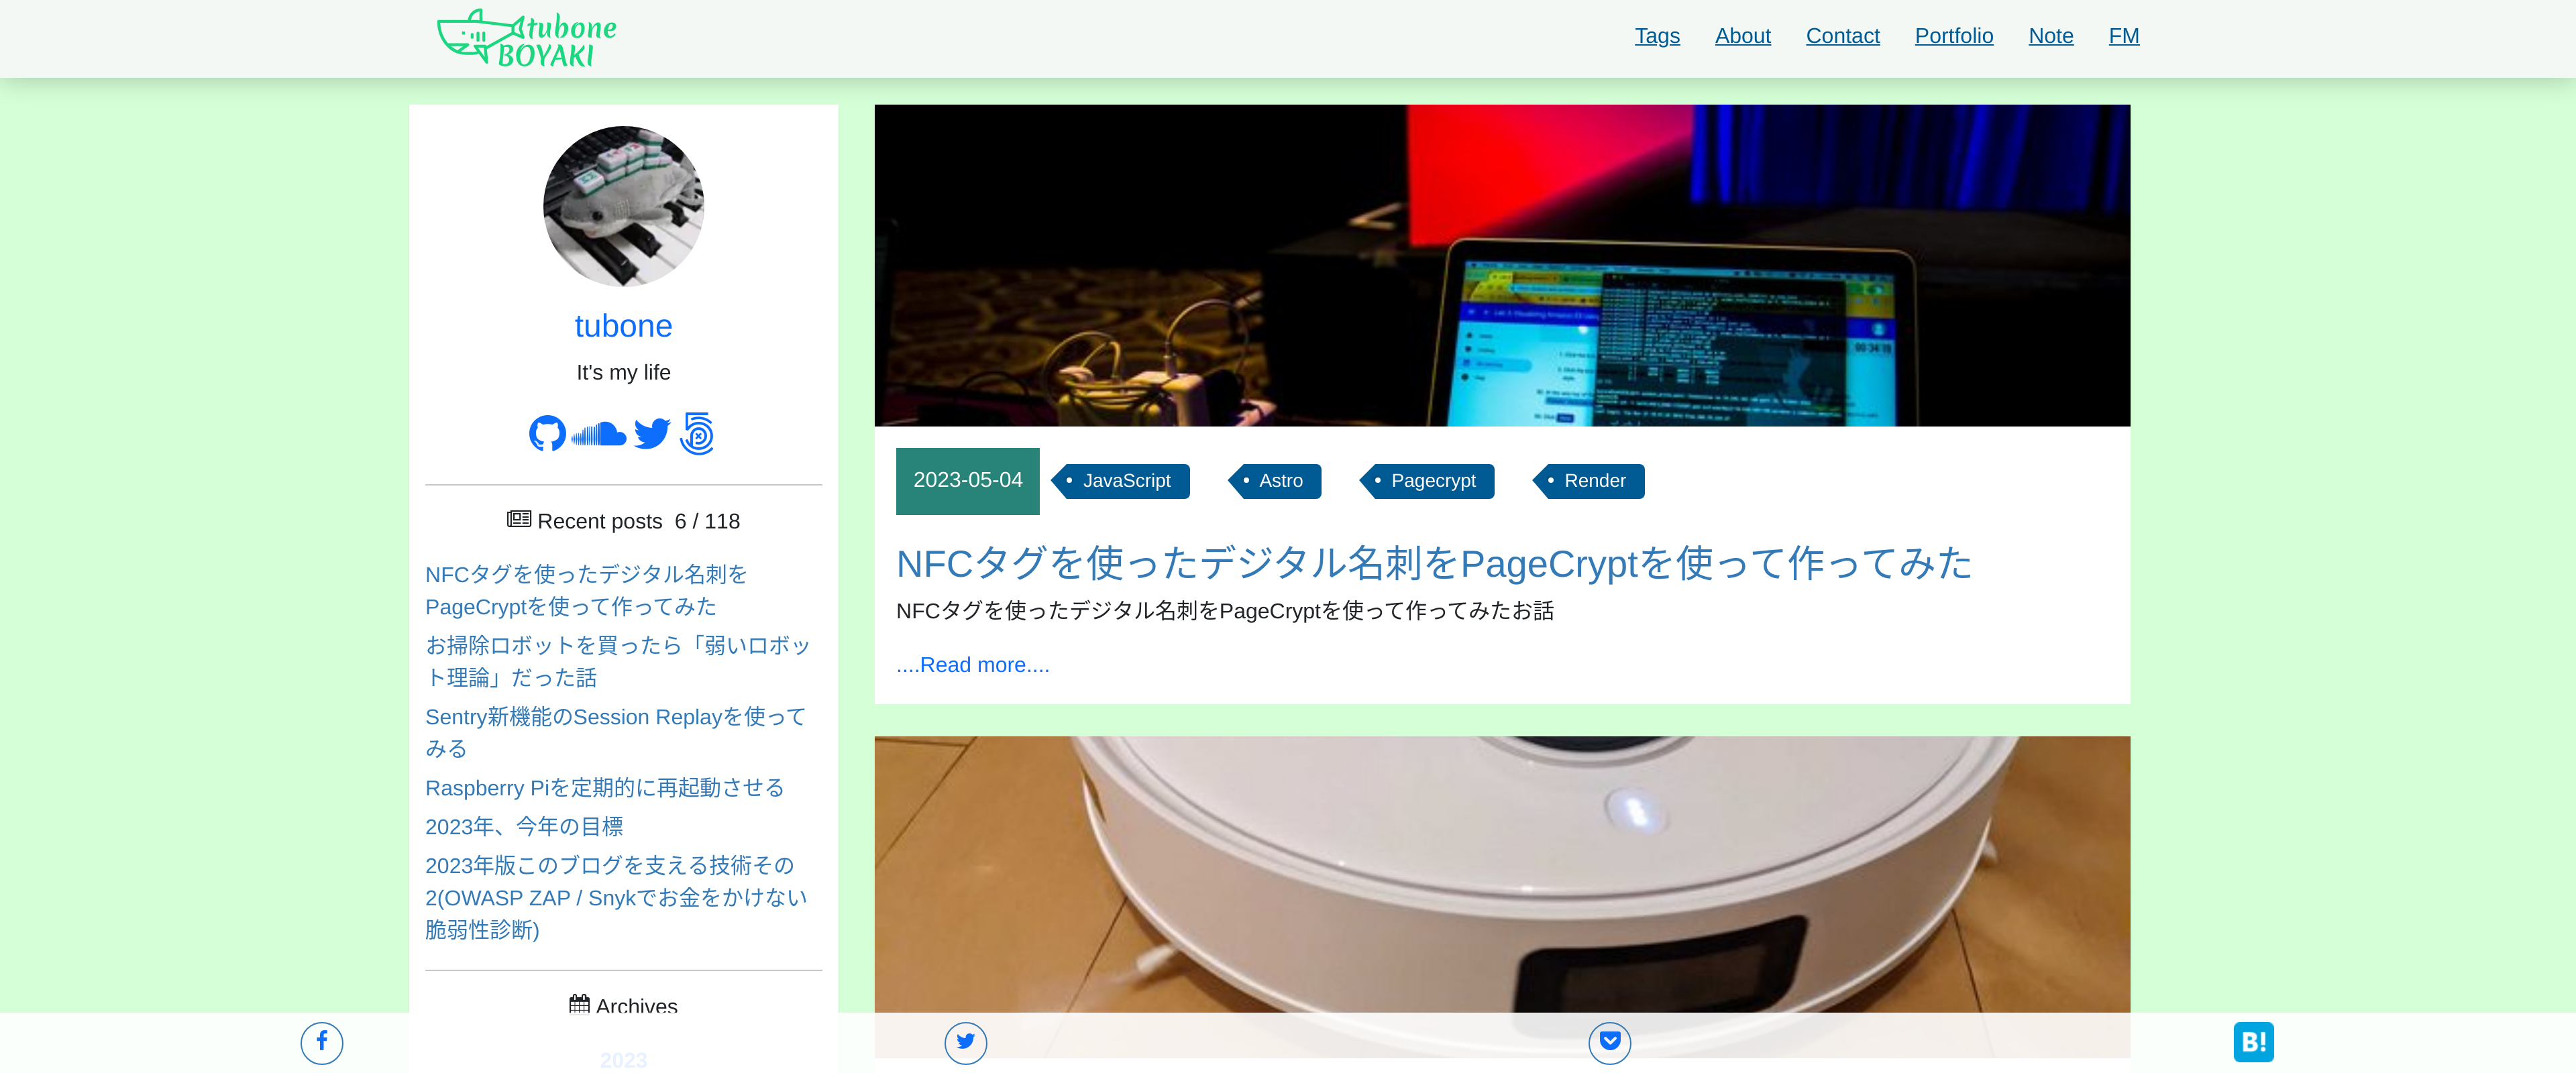 tubone
BOYAKI
Tags About Contact Portfolio Note FM
tubone
It's my life
Recent posts 6 / 118
NFCタグを使ったデジタル名刺を
PageCryptを使って作ってみた
お掃除ロボットを買ったら「弱いロボッ
ト理論」だった話
Sentry新機能のSession Replayを使って
みる
Raspberry Piを定期的に再起動させる
2023年、今年の目標
2023年版このブログを支える技術その
2(OWASP ZAP / Snykでお金をかけない
脆弱性診断)
Archives
2023
2023-05-04 JavaScript Astro Pagecrypt Render
NFCタグを使ったデジタル名刺をPageCryptを使って作ってみた
NFCタグを使ったデジタル名刺をPageCryptを使って作ってみたお話
....Read more....
B!